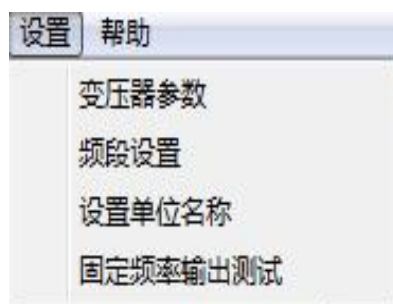 设置 帮助
变压器参数
频段设置
设置单位名称
固定频率输出测试